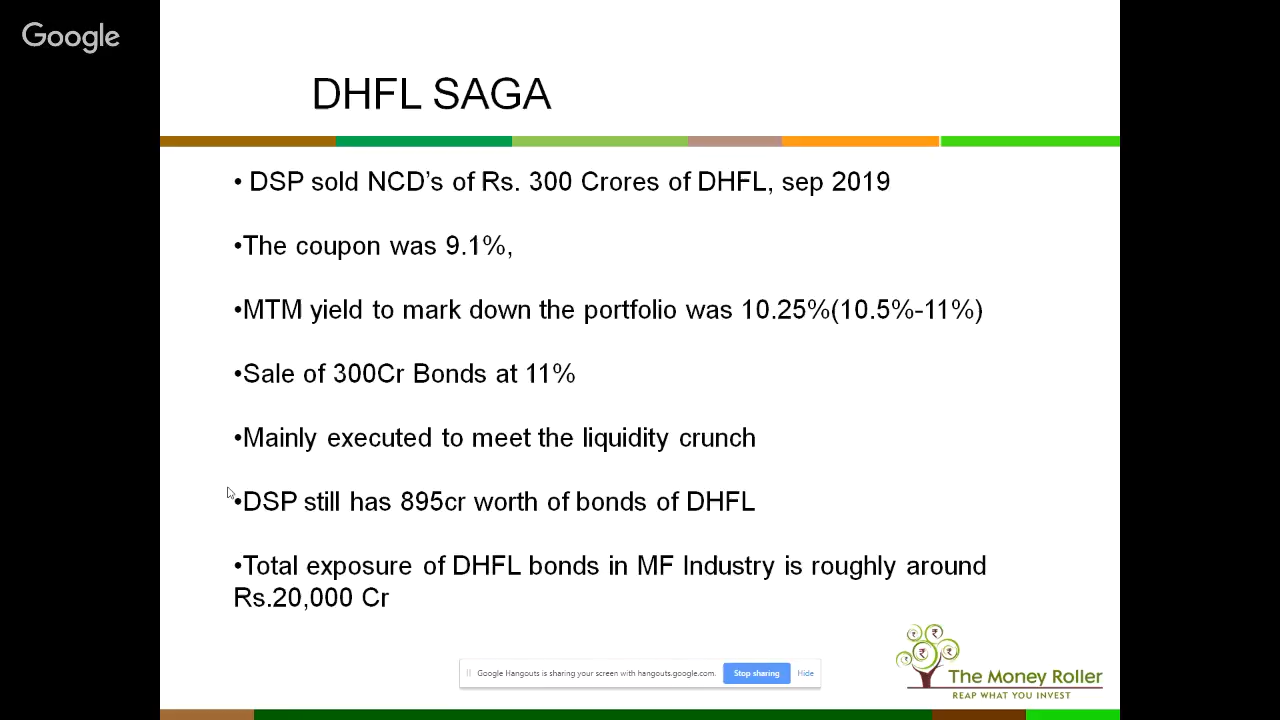 Google
DHFL SAGA
• DSP sold NCD’s of Rs. 300 Crores of DHFL, sep 2019
•The coupon was 9.1%,
•MTM yield to mark down the portfolio was 10.25%(10.5%-11%)
•Sale of 300Cr Bonds at 11%
•Mainly executed to meet the liquidity crunch
•DSP still has 895cr worth of bonds of DHFL
•Total exposure of DHFL bonds in MF Industry is roughly around
Rs.20,000 Cr
Google Hangouts is sharing your screen with hangouts.google.com. Stop sharing Hide
₹ ₹ ₹ ₹ ₹
The Money Roller
REAP WHAT YOU INVEST